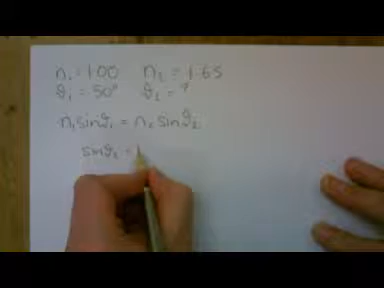 n₁ = 1.00 n₂ = 1.65
θ₁ = 50° θ₂ = ?
n₁ sinθ₁ = n₂ sinθ₂
sinθ₂ =